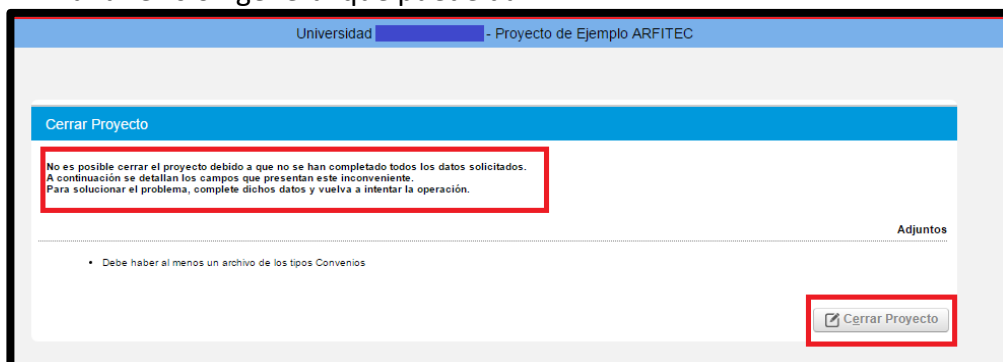 Universidad - Proyecto de Ejemplo ARFITEC
Cerrar Proyecto
No es posible cerrar el proyecto debido a que no se han completado todos los datos solicitados.
A continuación se detallan los campos que presentan este inconveniente.
Para solucionar el problema, complete dichos datos y vuelva a intentar la operación.
Adjuntos
• Debe haber al menos un archivo de los tipos Convenios
Cerrar Proyecto